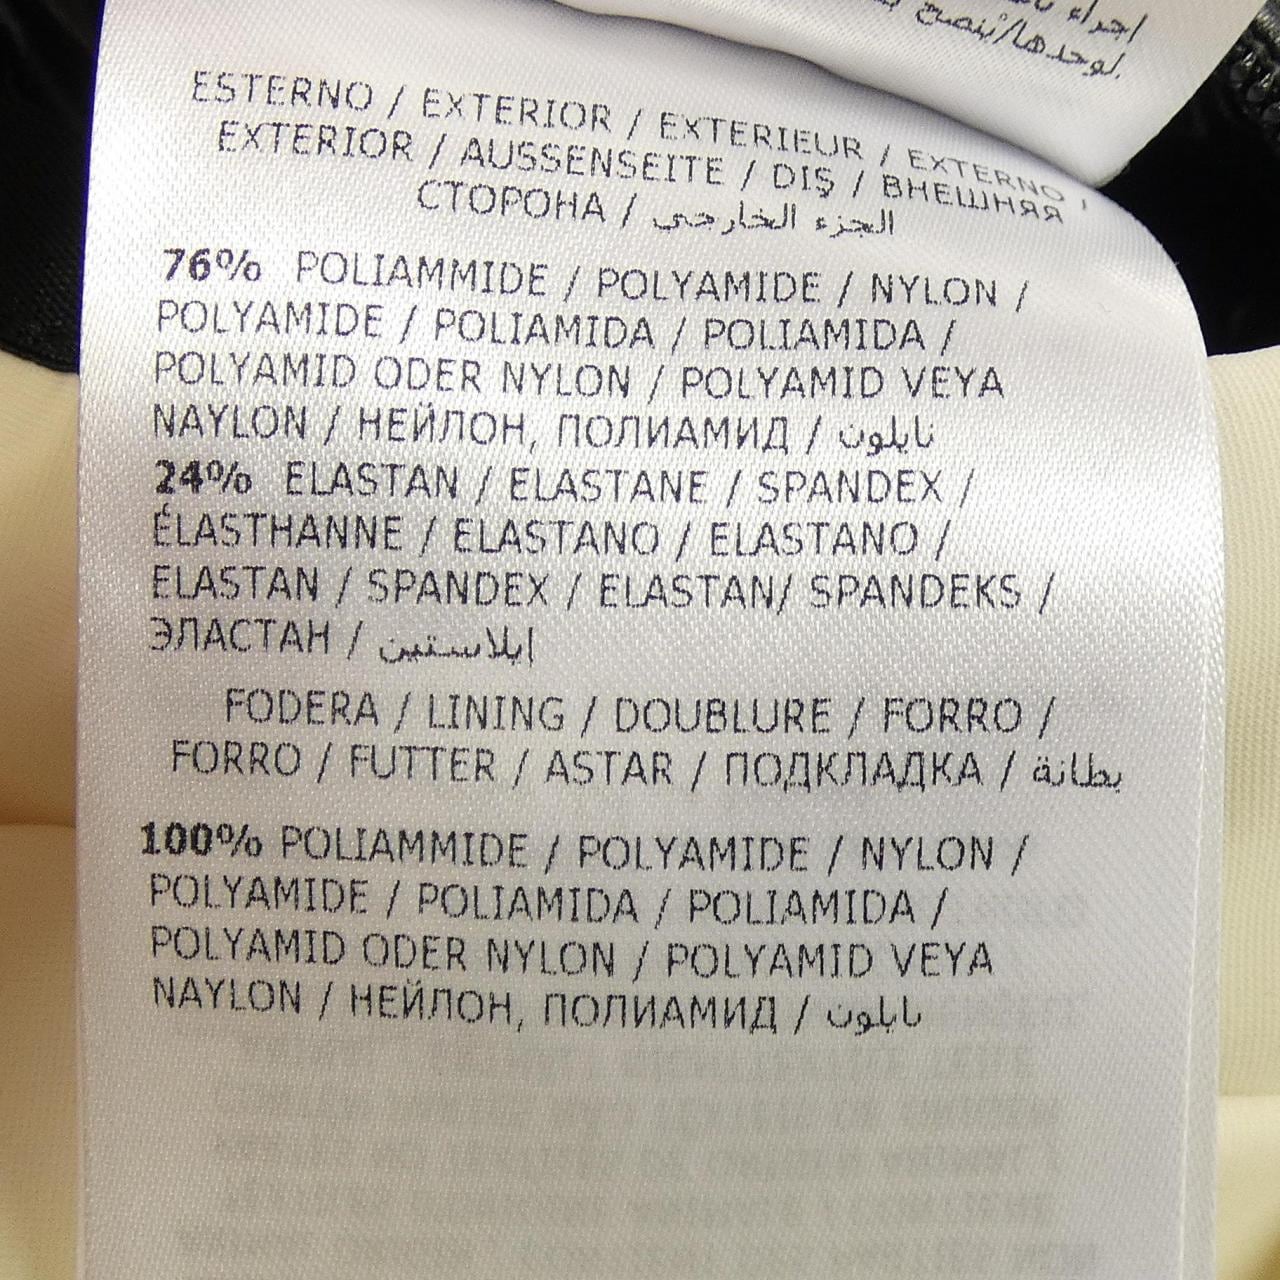 اجراء
لوحدها/يُنصح
ESTERNO / EXTERIOR / EXTERIEUR / EXTERNO /
EXTERIOR / AUSSENSEITE / DIŞ / ВНЕШНЯЯ
СТОРОНА / الجزء الخارجي
76% POLIAMMIDE / POLYAMIDE / NYLON /
POLYAMIDE / POLIAMIDA / POLIAMIDA /
POLYAMID ODER NYLON / POLYAMID VEYA
NAYLON / НЕЙЛОН, ПОЛИАМИД / نايلون
24% ELASTAN / ELASTANE / SPANDEX /
ÉLASTHANNE / ELASTANO / ELASTANO /
ELASTAN / SPANDEX / ELASTAN/ SPANDEKS /
ЭЛАСТАН / إيلاستين
FODERA / LINING / DOUBLURE / FORRO /
FORRO / FUTTER / ASTAR / ПОДКЛАДКА / بطانة
100% POLIAMMIDE / POLYAMIDE / NYLON /
POLYAMIDE / POLIAMIDA / POLIAMIDA /
POLYAMID ODER NYLON / POLYAMID VEYA
NAYLON / НЕЙЛОН, ПОЛИАМИД / نايلون